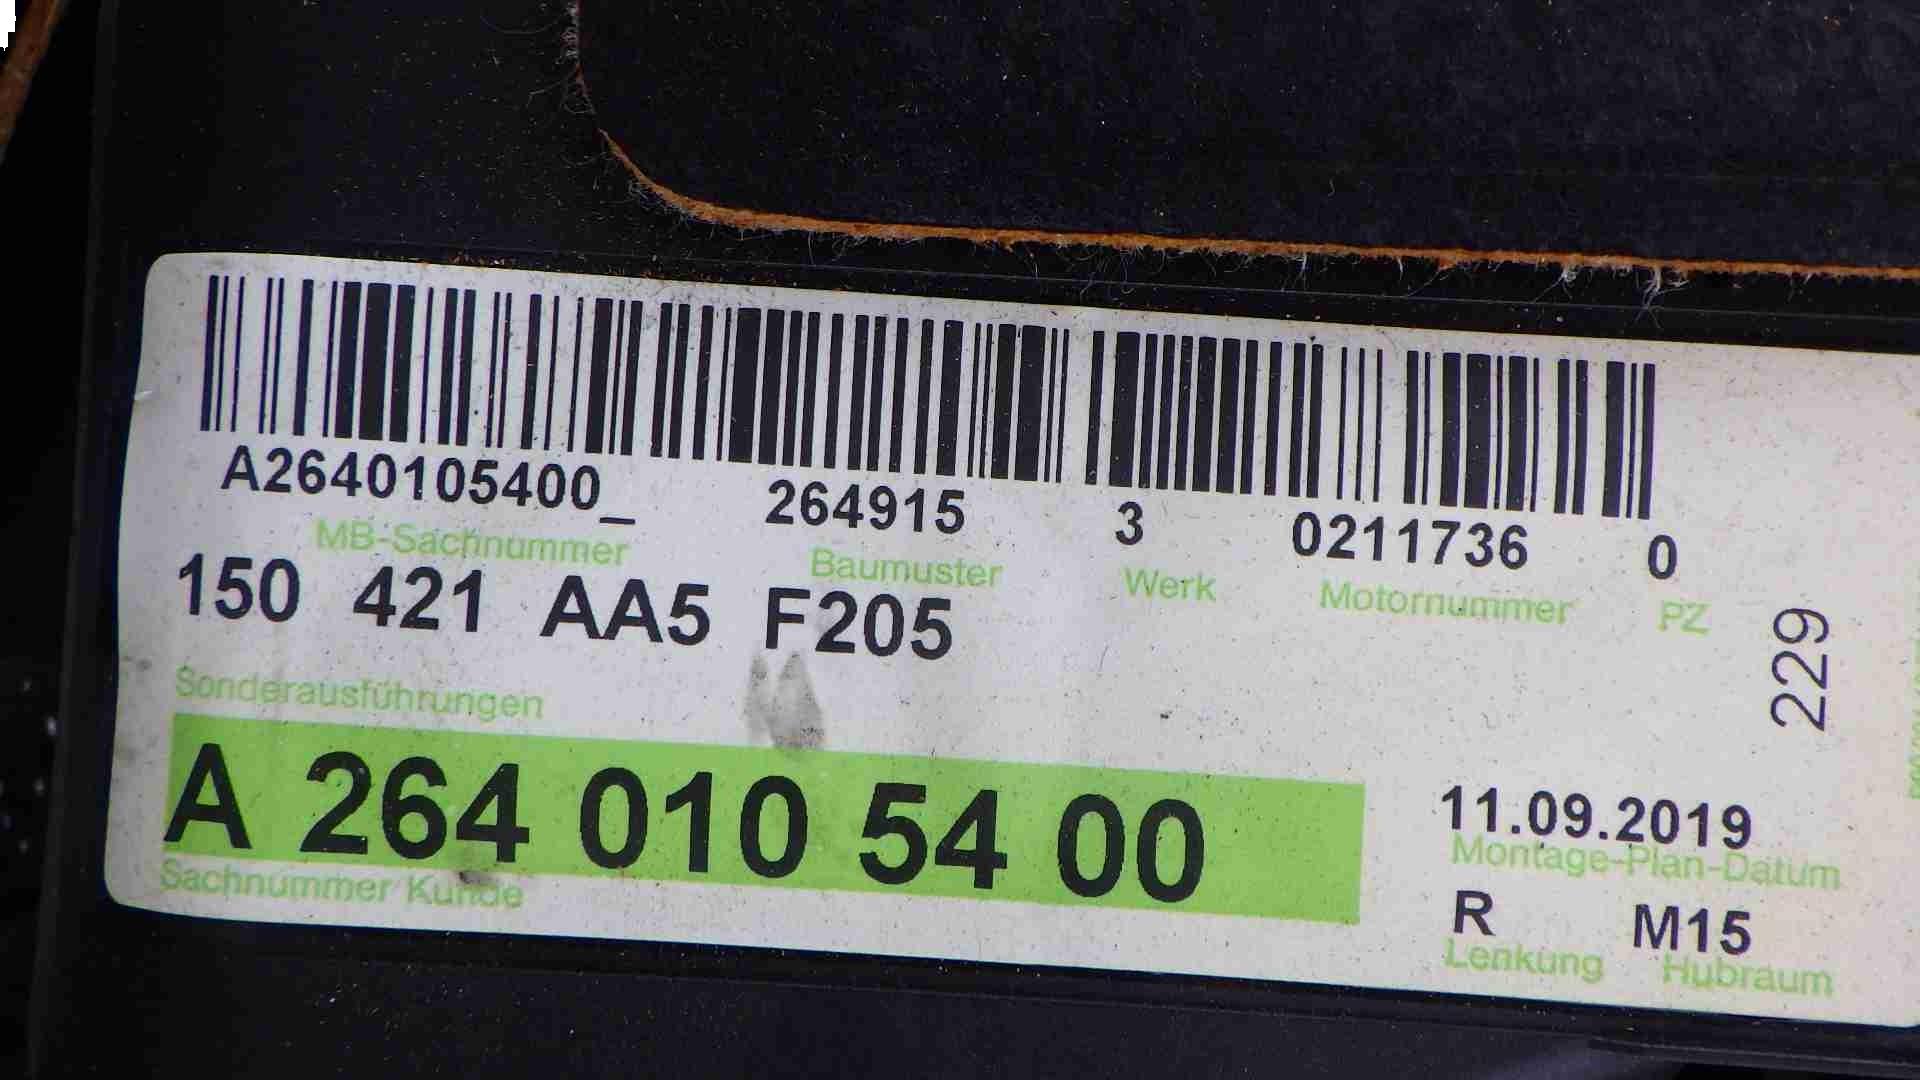 A2640105400_ 264915 3 0211736 0
MB-Sachnummer Baumuster Werk Motornummer PZ
150 421 AA5 F205
229
Sonderausführungen
A 264 010 54 00
Sachnummer Kunde
11.09.2019
Montage-Plan-Datum
R M15
Lenkung Hubraum